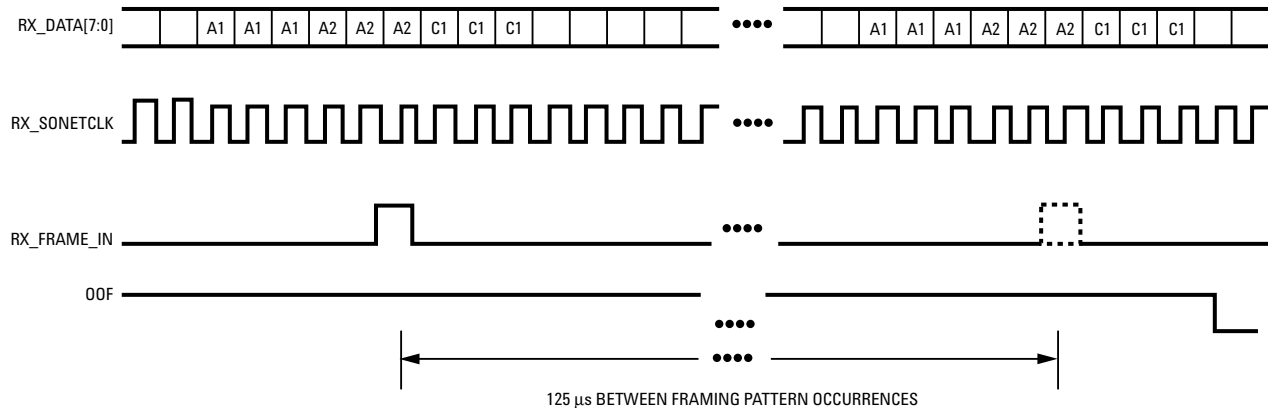 RX_DATA[7:0] A1 A1 A1 A2 A2 A2 C1 C1 C1 A1 A1 A1 A2 A2 A2 C1 C1 C1
RX_SONETCLK
RX_FRAME_IN
OOF
125 μs BETWEEN FRAMING PATTERN OCCURRENCES